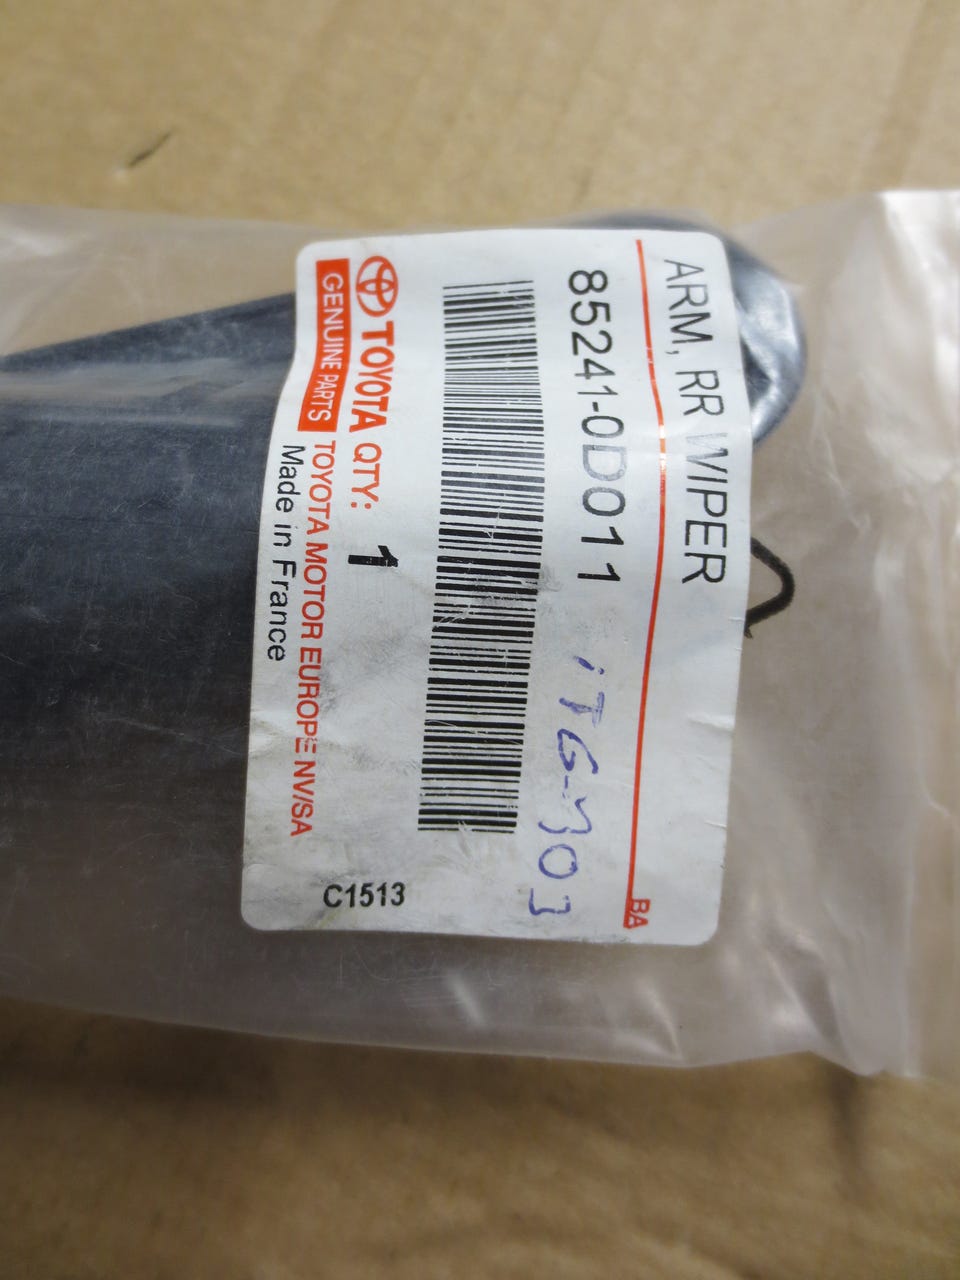 ARM, RR WIPER
BA
85241-0D011
TOYOTA QTY: 1
GENUINE PARTS TOYOTA MOTOR EUROPE NV/SA
Made in France
C1513